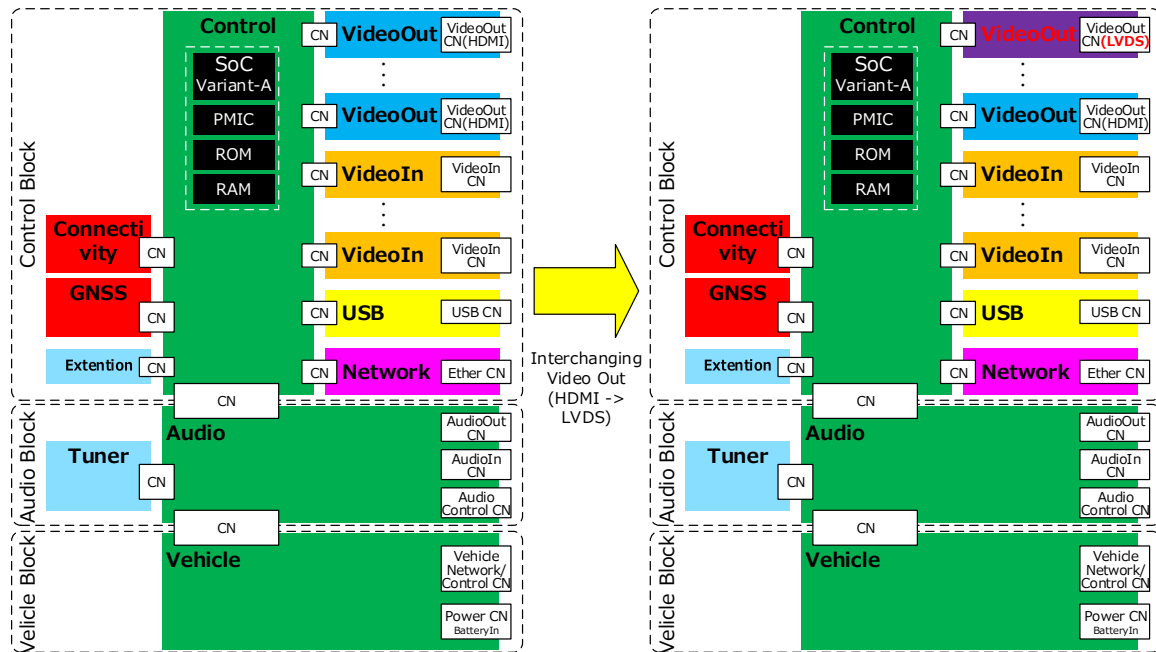 Control Block
Control
SoC
Variant-A
PMIC
ROM
RAM
CN
VideoOut
VideoOut
CN(HDMI)
CN
VideoOut
VideoOut
CN(HDMI)
CN
VideoIn
VideoIn
CN
CN
VideoIn
VideoIn
CN
CN
USB
USB CN
CN
Network
Ether CN
Connecti
vity
CN
GNSS
CN
Extention
CN
CN
Audio Block
Audio
Tuner
CN
AudioOut
CN
AudioIn
CN
Audio
Control CN
CN
Velicle Block
Vehicle
Vehicle
Network/
Control CN
Power CN
BatteryIn
Interchanging
Video Out
(HDMI ->
LVDS)
Control Block
Control
SoC
Variant-A
PMIC
ROM
RAM
CN
VideoOut
VideoOut
CN(LVDS)
CN
VideoOut
VideoOut
CN(HDMI)
CN
VideoIn
VideoIn
CN
CN
VideoIn
VideoIn
CN
CN
USB
USB CN
CN
Network
Ether CN
Connecti
vity
CN
GNSS
CN
Extention
CN
CN
Audio Block
Audio
Tuner
CN
AudioOut
CN
AudioIn
CN
Audio
Control CN
CN
Velicle Block
Vehicle
Vehicle
Network/
Control CN
Power CN
BatteryIn